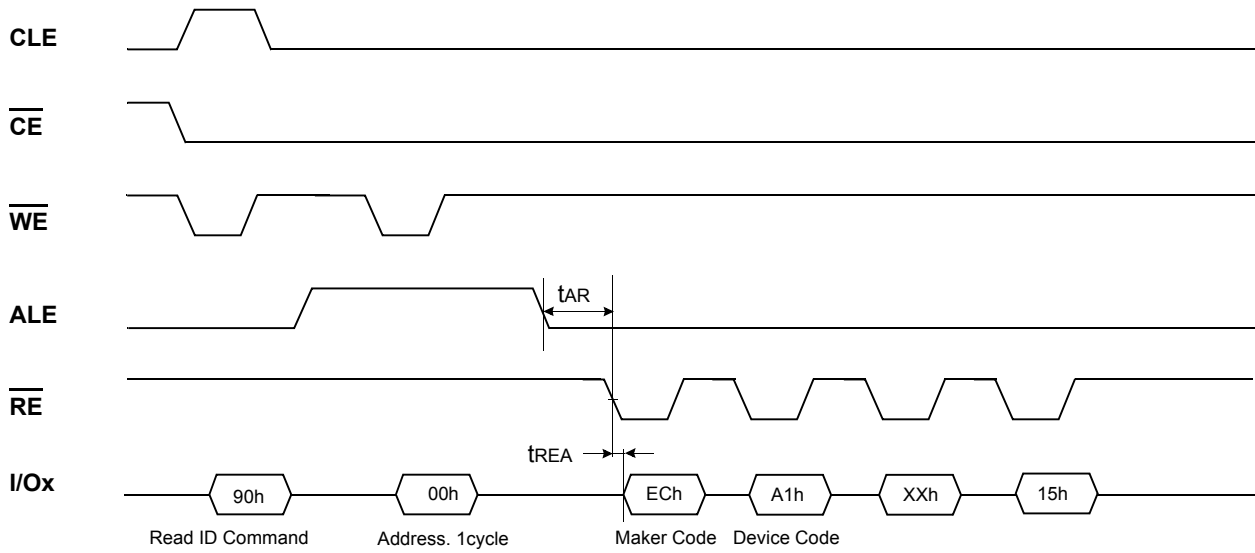 CLE
CE
WE
ALE
tAR
RE
tREA
I/Ox
90h 00h ECh A1h XXh 15h
Read ID Command Address. 1cycle Maker Code Device Code